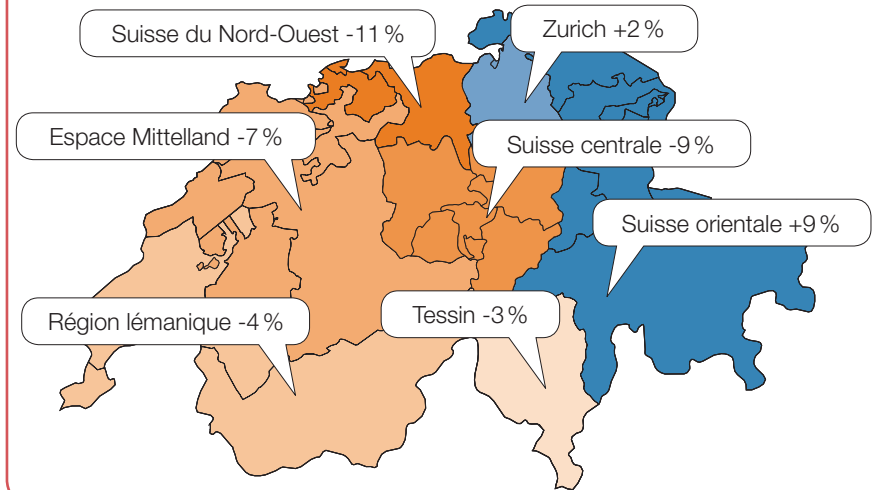 Suisse du Nord-Ouest -11 %
Zurich +2 %
Espace Mittelland -7 %
Suisse centrale -9 %
Suisse orientale +9 %
Région lémanique -4 %
Tessin -3 %